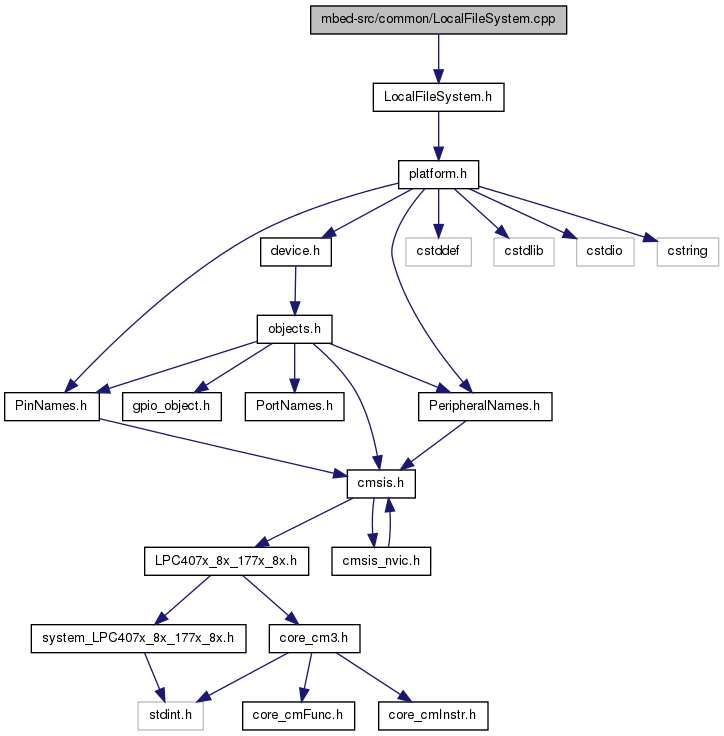 mbed-src/common/LocalFileSystem.cpp
LocalFileSystem.h
platform.h
device.h
cstddef
cstdlib
cstdio
cstring
objects.h
PinNames.h
gpio_object.h
PortNames.h
PeripheralNames.h
cmsis.h
LPC407x_8x_177x_8x.h
cmsis_nvic.h
system_LPC407x_8x_177x_8x.h
core_cm3.h
stdint.h
core_cmFunc.h
core_cmInstr.h